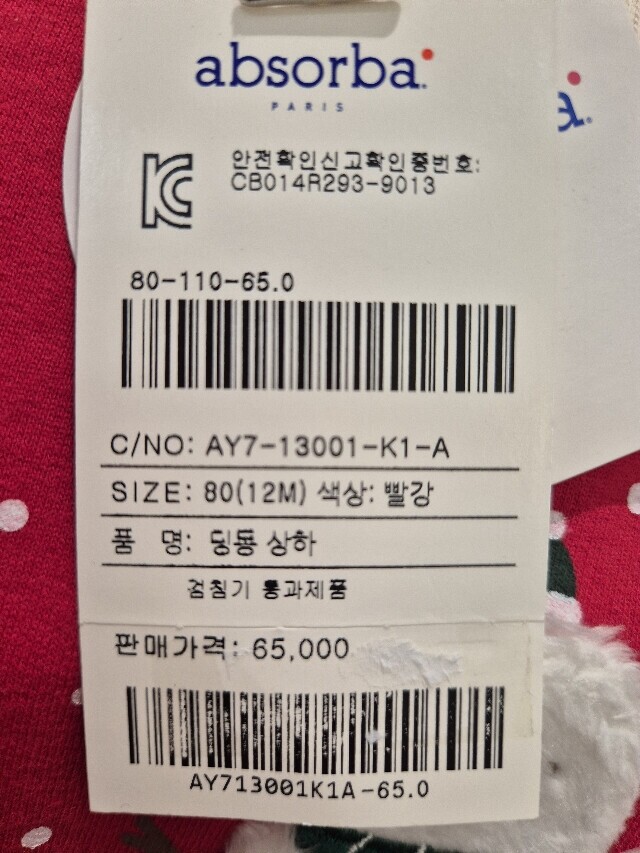 absorba.
PARIS
안전확인신고확인증번호:
CB014R293-9013
80-110-65.0
C/NO: AY7-13001-K1-A
SIZE: 80(12M) 색상: 빨강
품 명: 딩동 상하
검침기 통과제품
판매가격: 65,000
AY713001K1A-65.0
a.